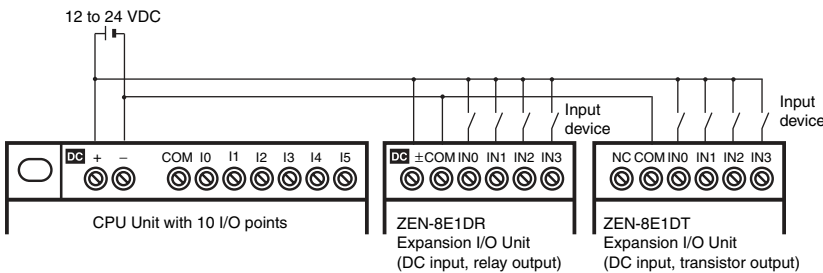 12 to 24 VDC
Input
device
Input
device
DC + − COM I0 I1 I2 I3 I4 I5
DC ± COM IN0 IN1 IN2 IN3
NC COM IN0 IN1 IN2 IN3
CPU Unit with 10 I/O points
ZEN-8E1DR
Expansion I/O Unit
(DC input, relay output)
ZEN-8E1DT
Expansion I/O Unit
(DC input, transistor output)